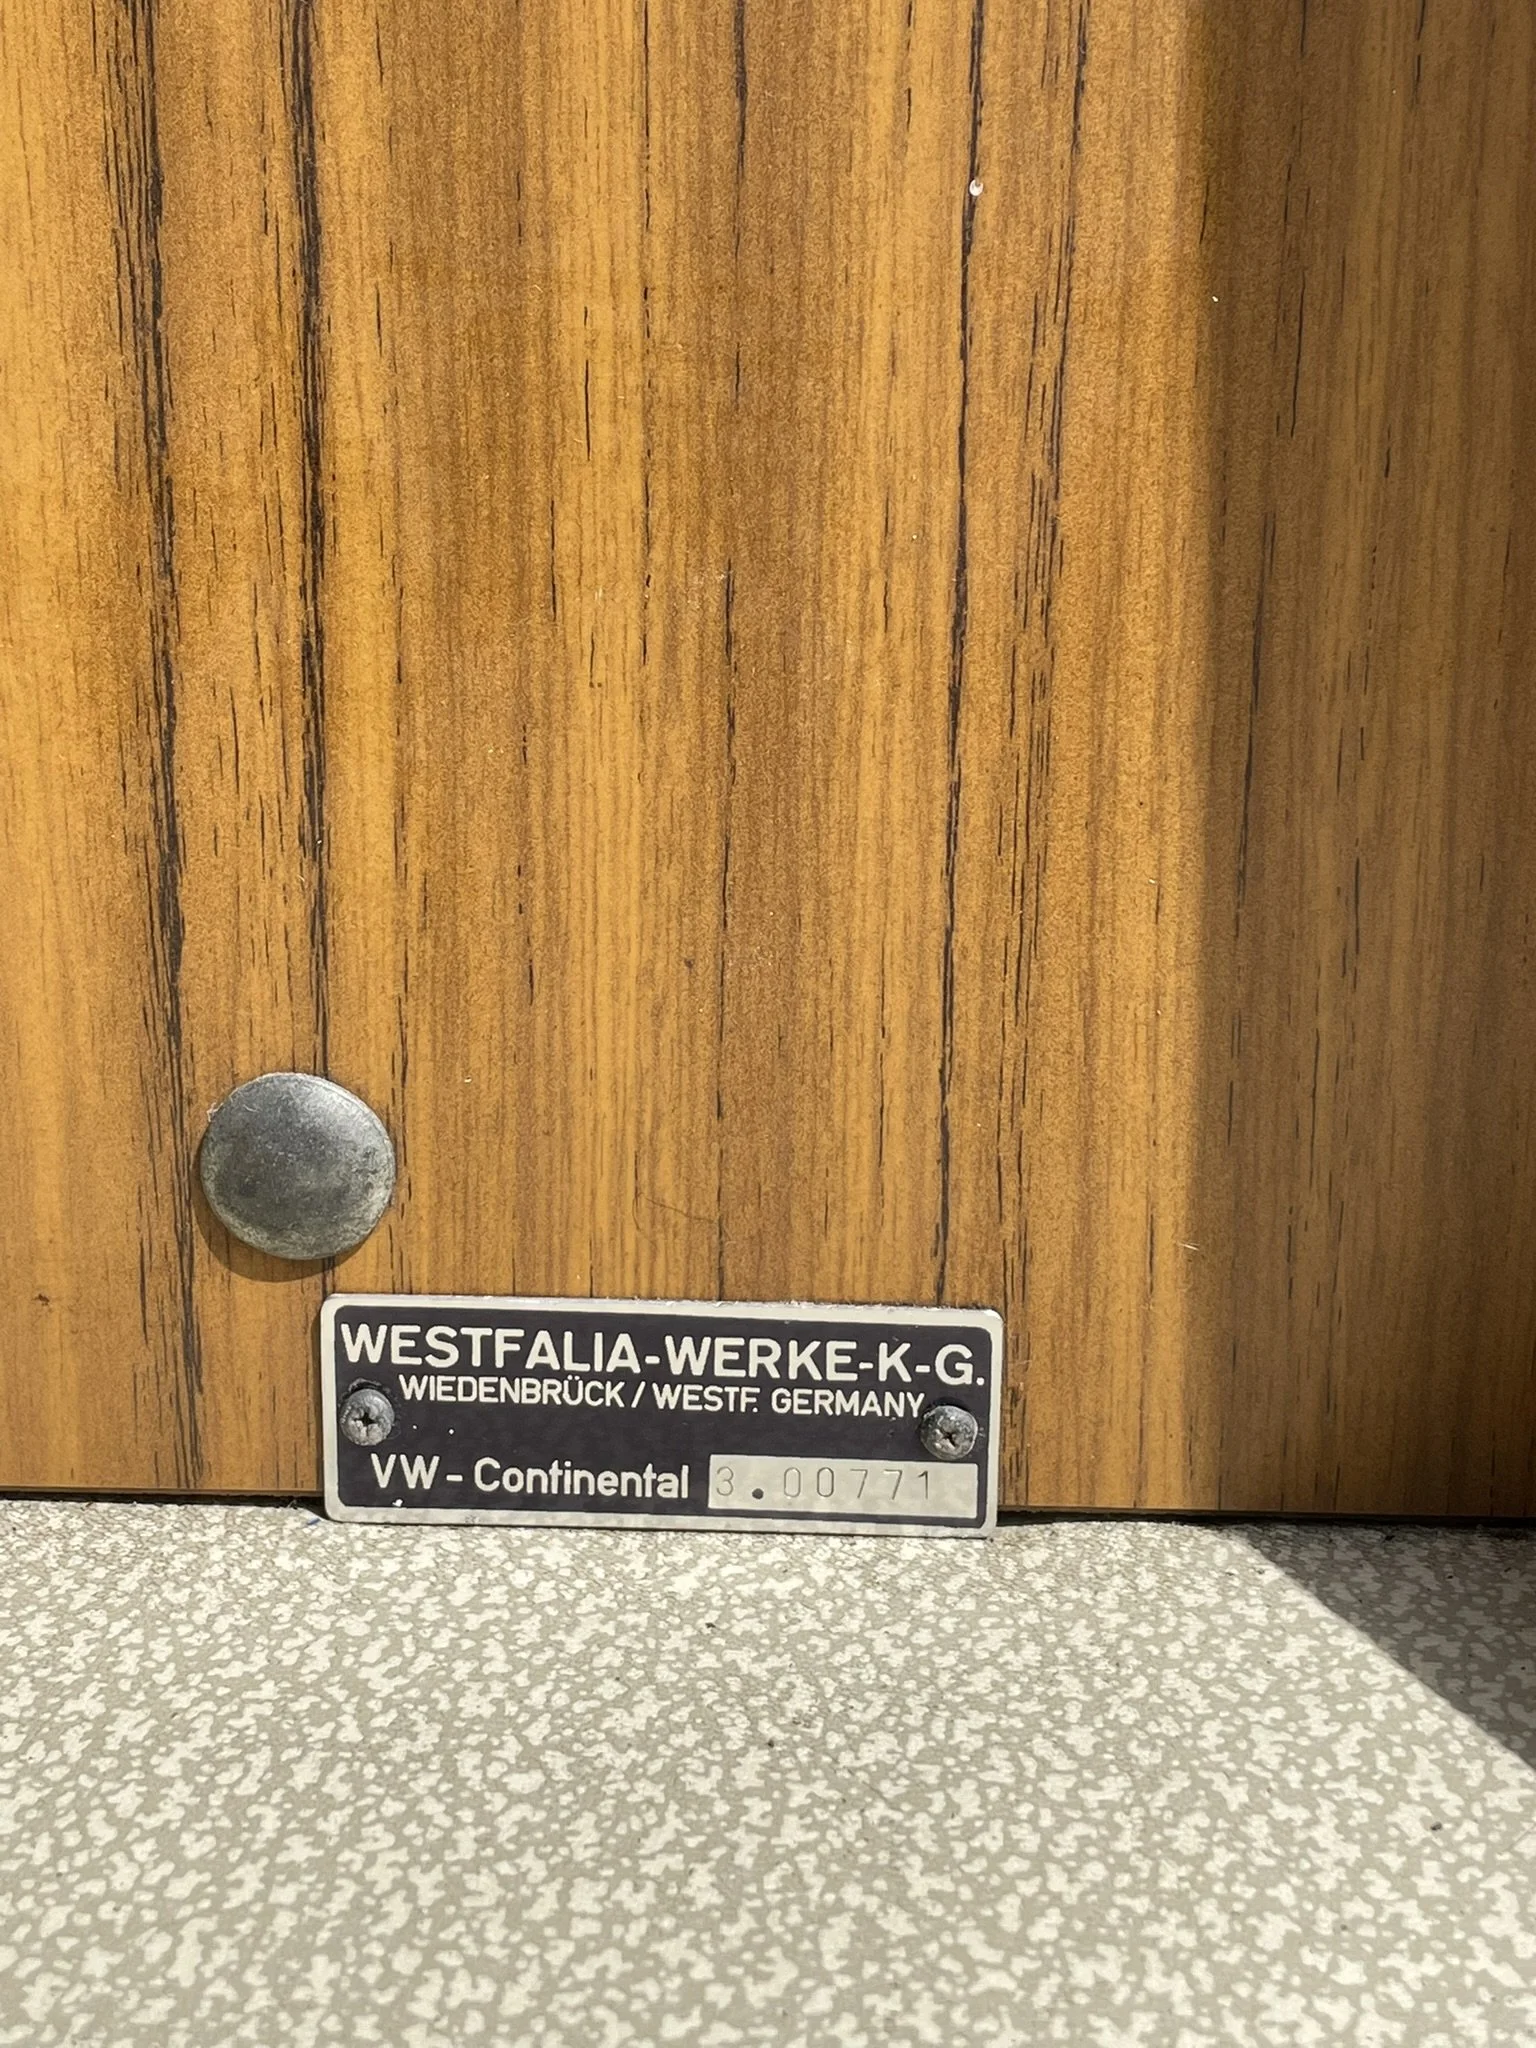 WESTFALIA-WERKE-K-G.
WIEDENBRÜCK / WESTF. GERMANY
VW - Continental 3.00771